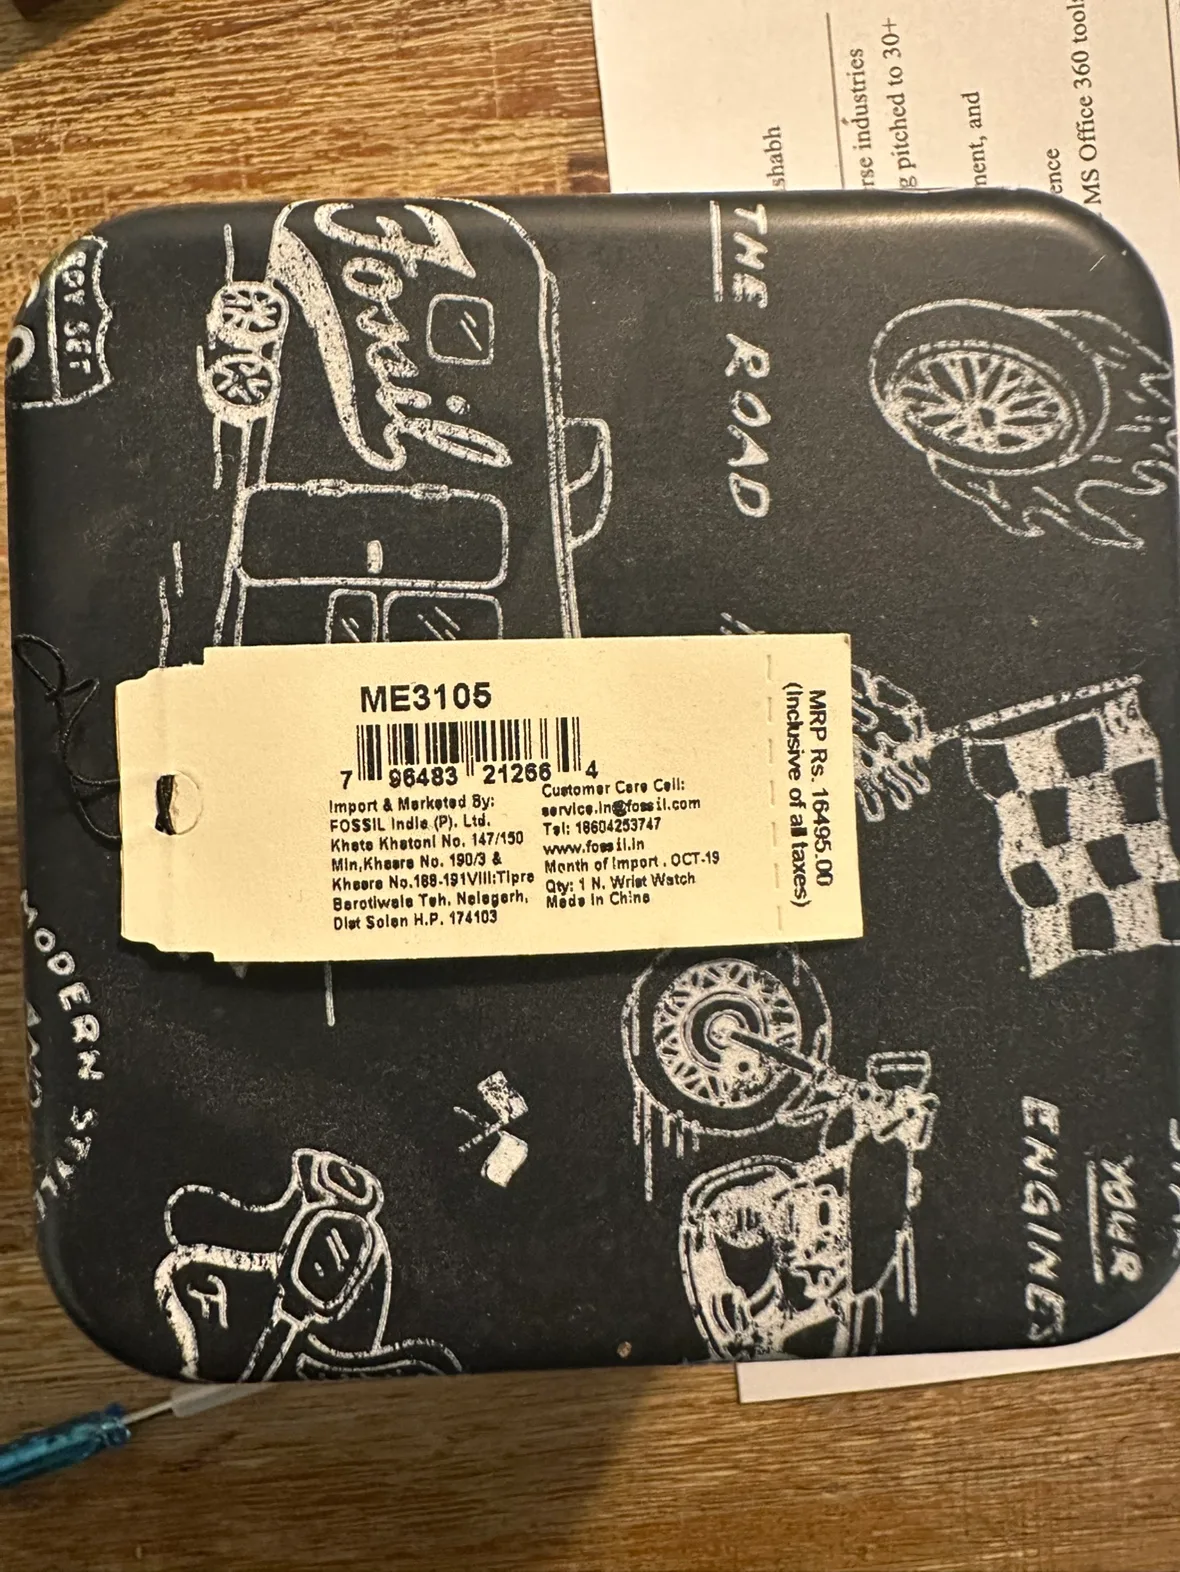 shabh
rse industries
g pitched to 30+
ment, and
ence
MS Office 360 tools
Fossil
THE ROAD
ME3105
7 96483 21266 4
Import & Marketed By:
FOSSIL India (P). Ltd.
Khata Khatoni No. 147/150
Min,Khasra No. 190/3 &
Khasra No.188-191VIII:Tipra
Barotiwala Teh, Nalagarh,
Dist Solan H.P. 174103
Customer Care Cell:
service.in@fossil.com
Tel: 18604253747
www.fossil.in
Month of Import . OCT-19
Qty: 1 N. Wrist Watch
Made In China
MRP Rs. 16495.00
(Inclusive of all taxes)
MODERN STYLE
AND
F
YOUR
ENGINES